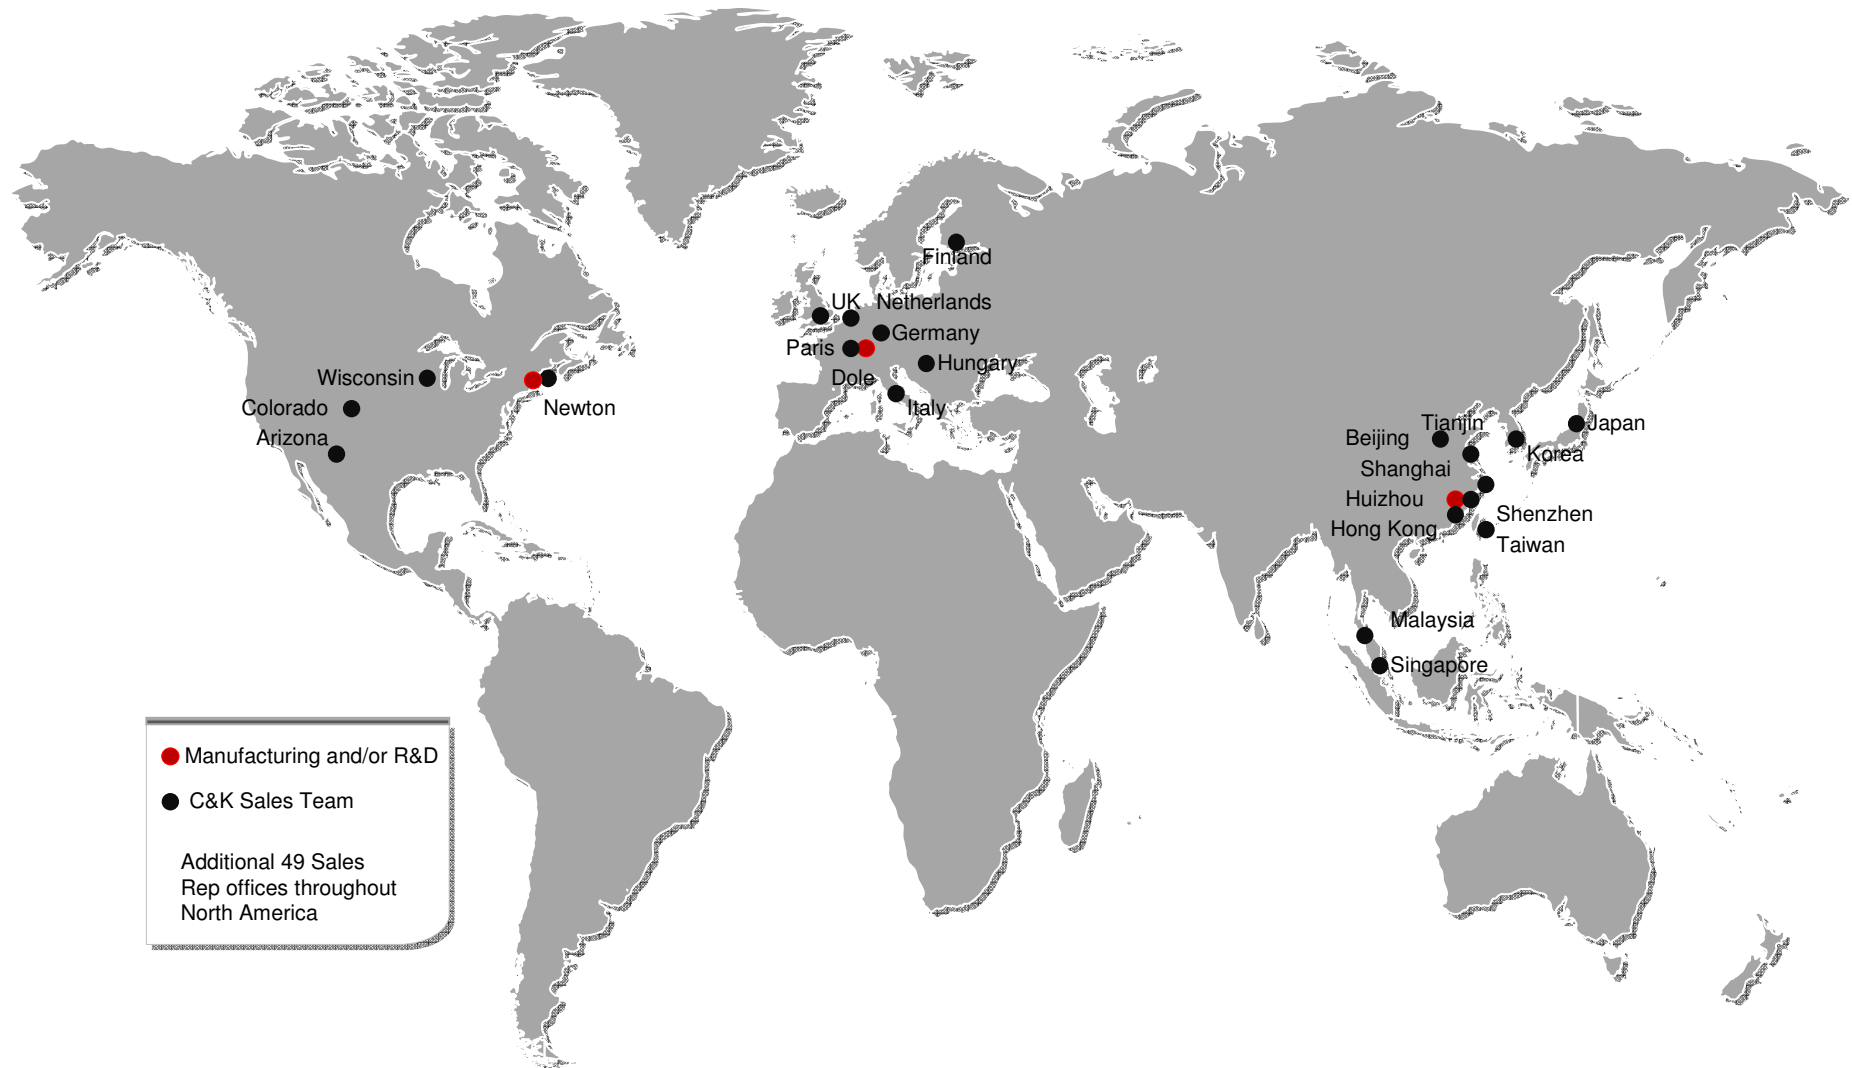 Finland
UK
Netherlands
Germany
Paris
Hungary
Dole
Italy
Wisconsin
Colorado
Newton
Arizona
Tianjin
Japan
Beijing
Korea
Shanghai
Huizhou
Shenzhen
Hong Kong
Taiwan
Malaysia
Singapore
Manufacturing and/or R&D
C&K Sales Team
Additional 49 Sales
Rep offices throughout
North America